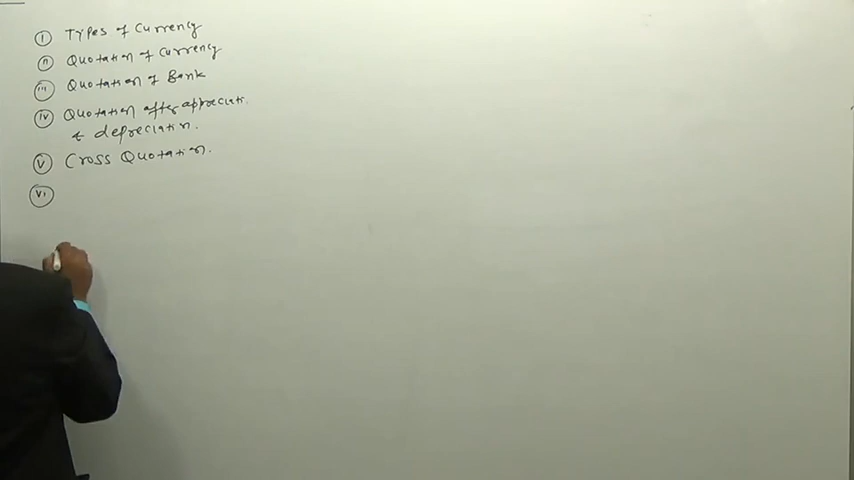 I Types of Currency
II Quotation of Currency
III Quotation of Bank
IV Quotation after appreciati.
& depreciation.
V Cross Quotation.
VI